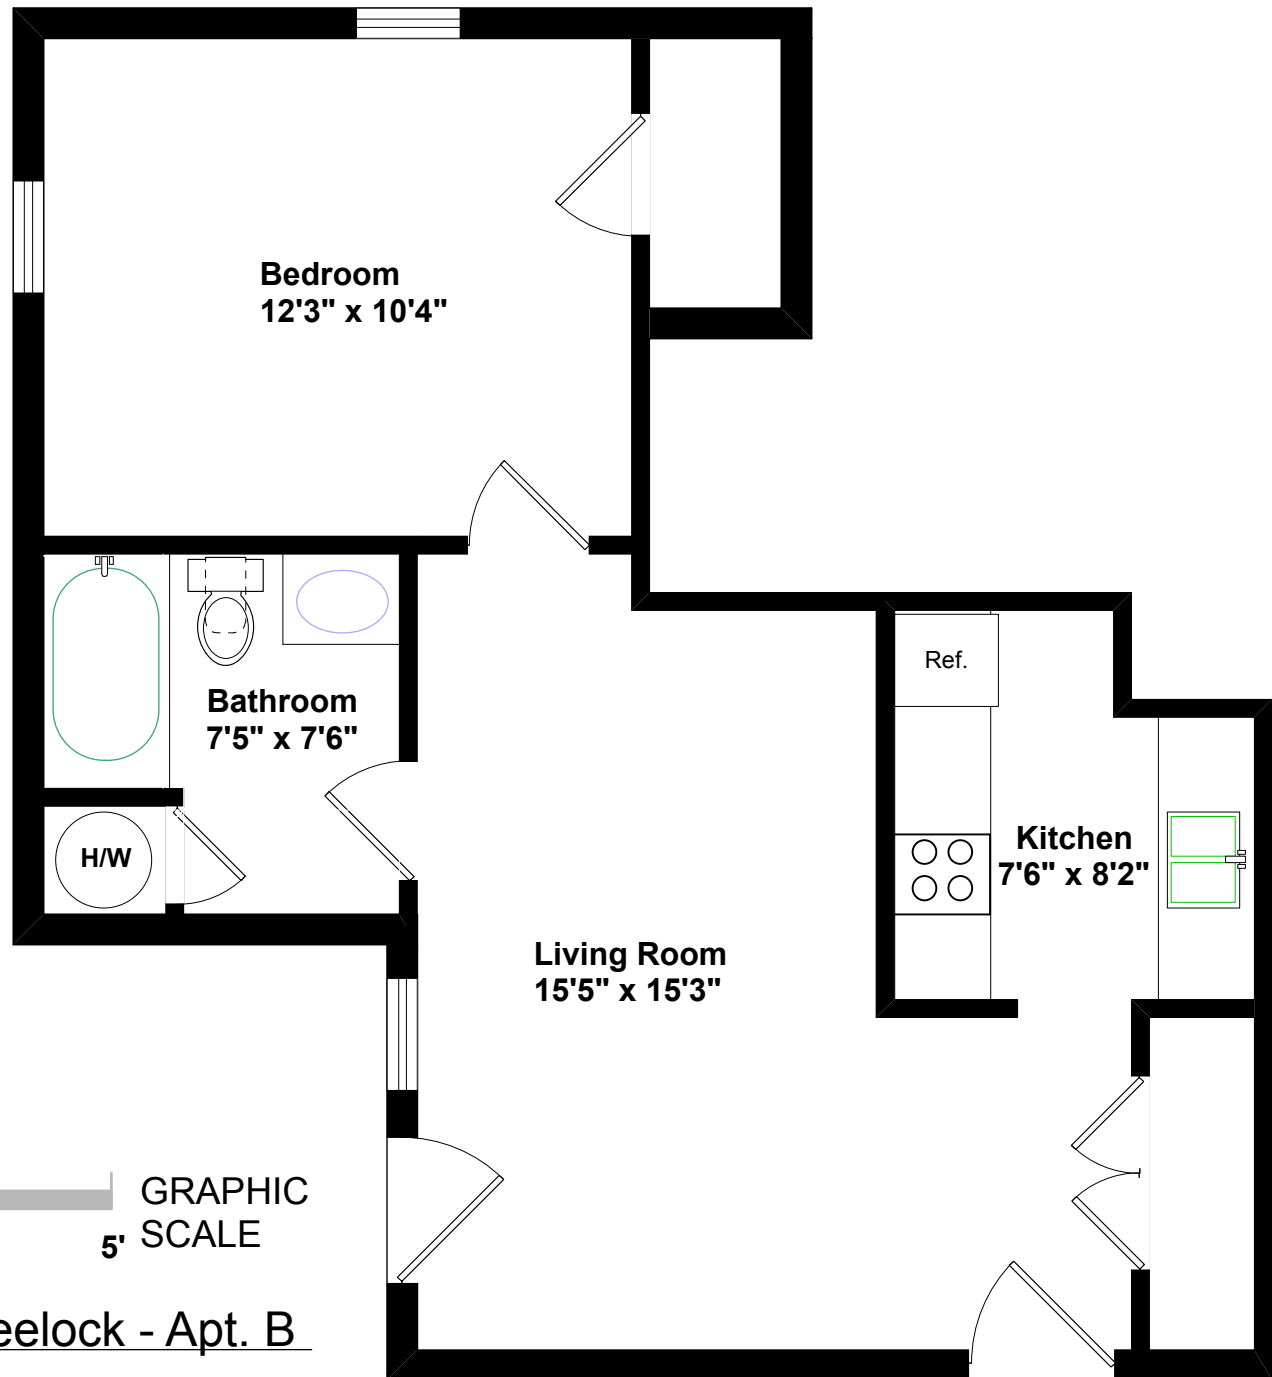 Bedroom
12'3" x 10'4"
Ref.
Bathroom
7'5" x 7'6"
Kitchen
7'6" x 8'2"
H/W
Living Room
15'5" x 15'3"
GRAPHIC
SCALE
5'
eelock - Apt. B